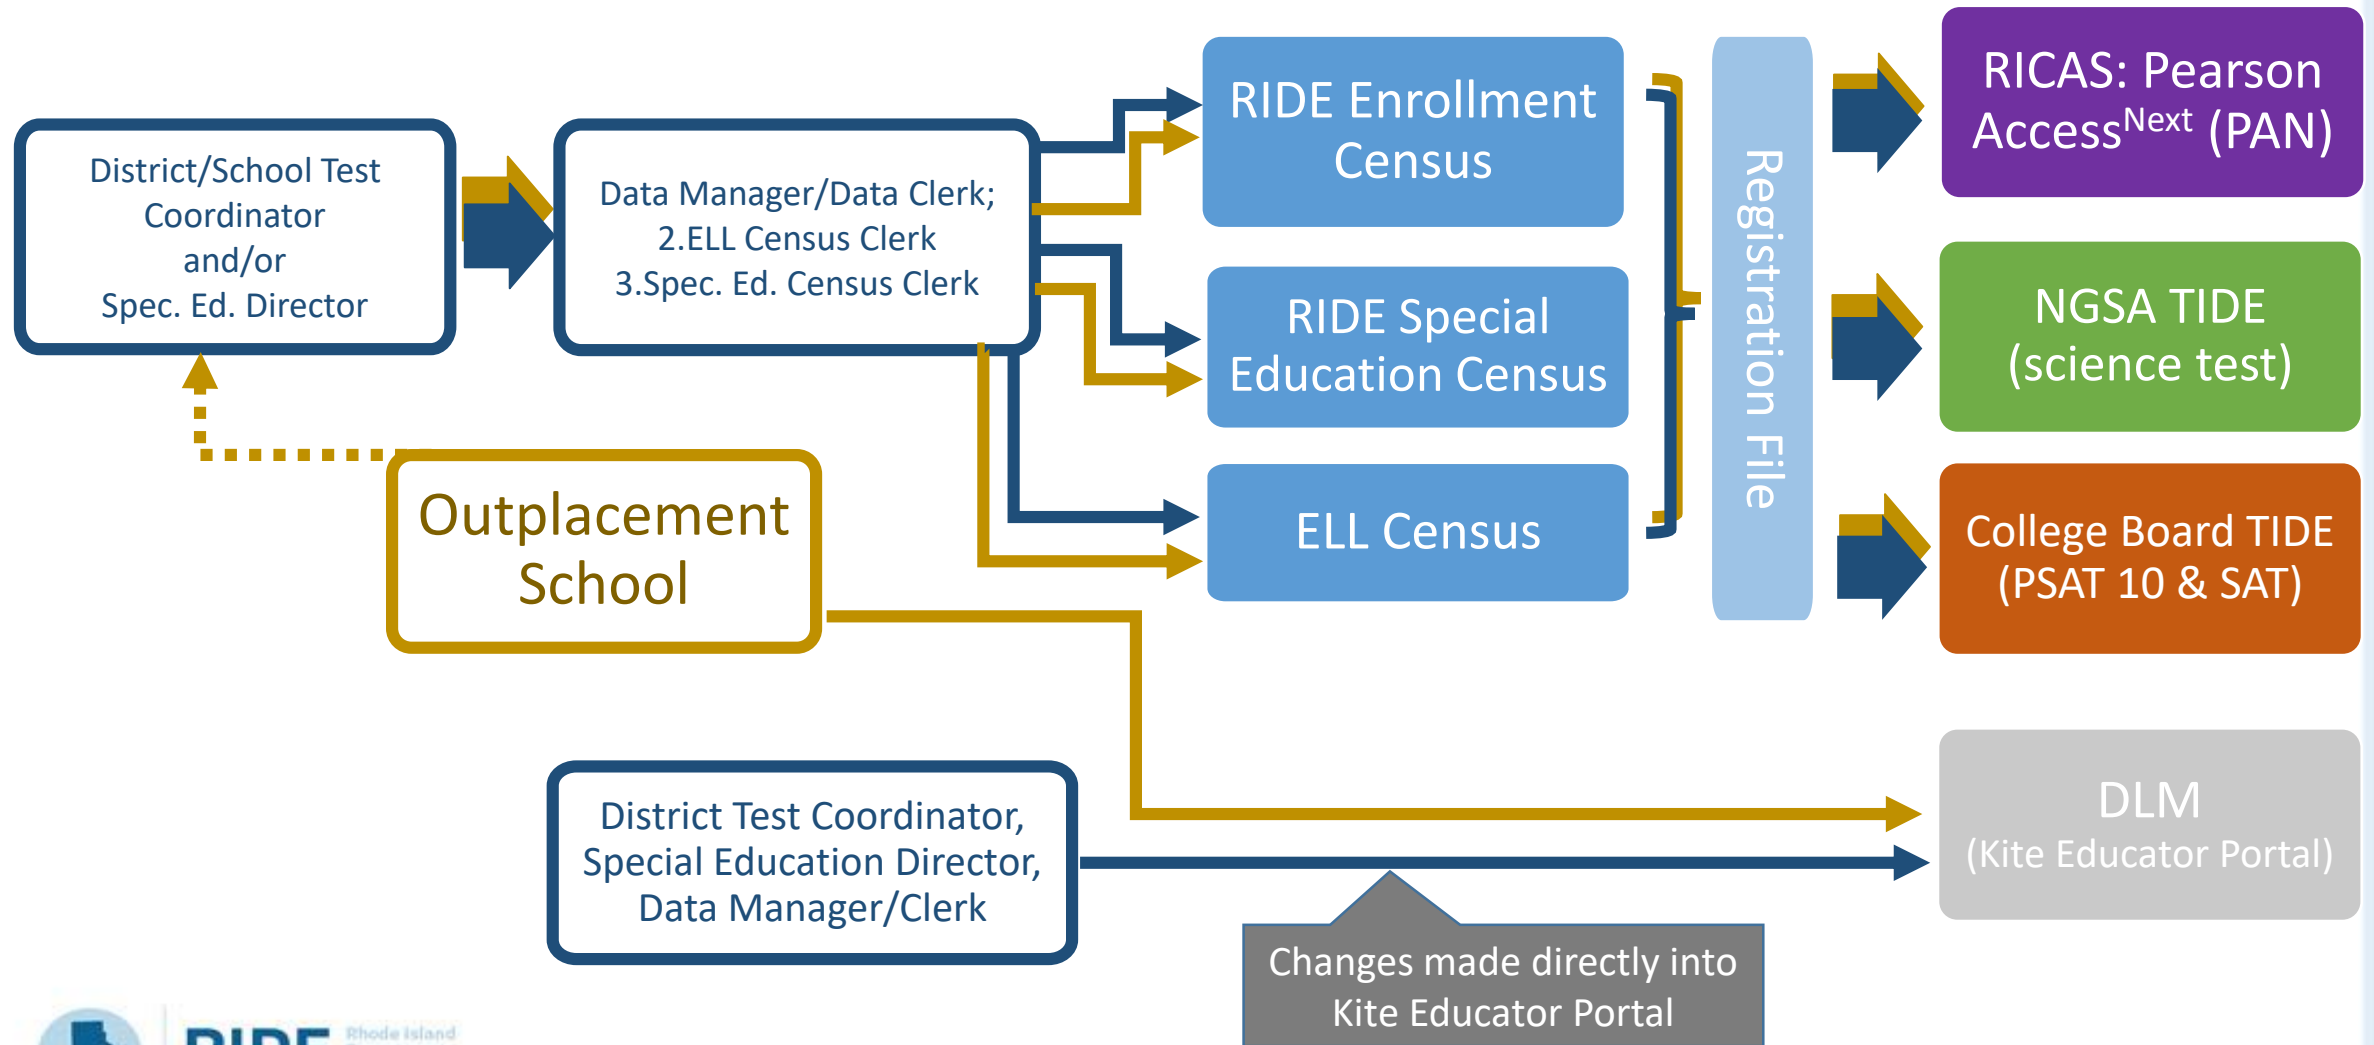 District/School Test
Coordinator
and/or
Spec. Ed. Director
Data Manager/Data Clerk;
2.ELL Census Clerk
3.Spec. Ed. Census Clerk
RIDE Enrollment
Census
RIDE Special
Education Census
ELL Census
Registration File
RICAS: Pearson
AccessNext (PAN)
NGSA TIDE
(science test)
College Board TIDE
(PSAT 10 & SAT)
Outplacement
School
District Test Coordinator,
Special Education Director,
Data Manager/Clerk
DLM
(Kite Educator Portal)
Changes made directly into
Kite Educator Portal
RIDE
Rhode Island